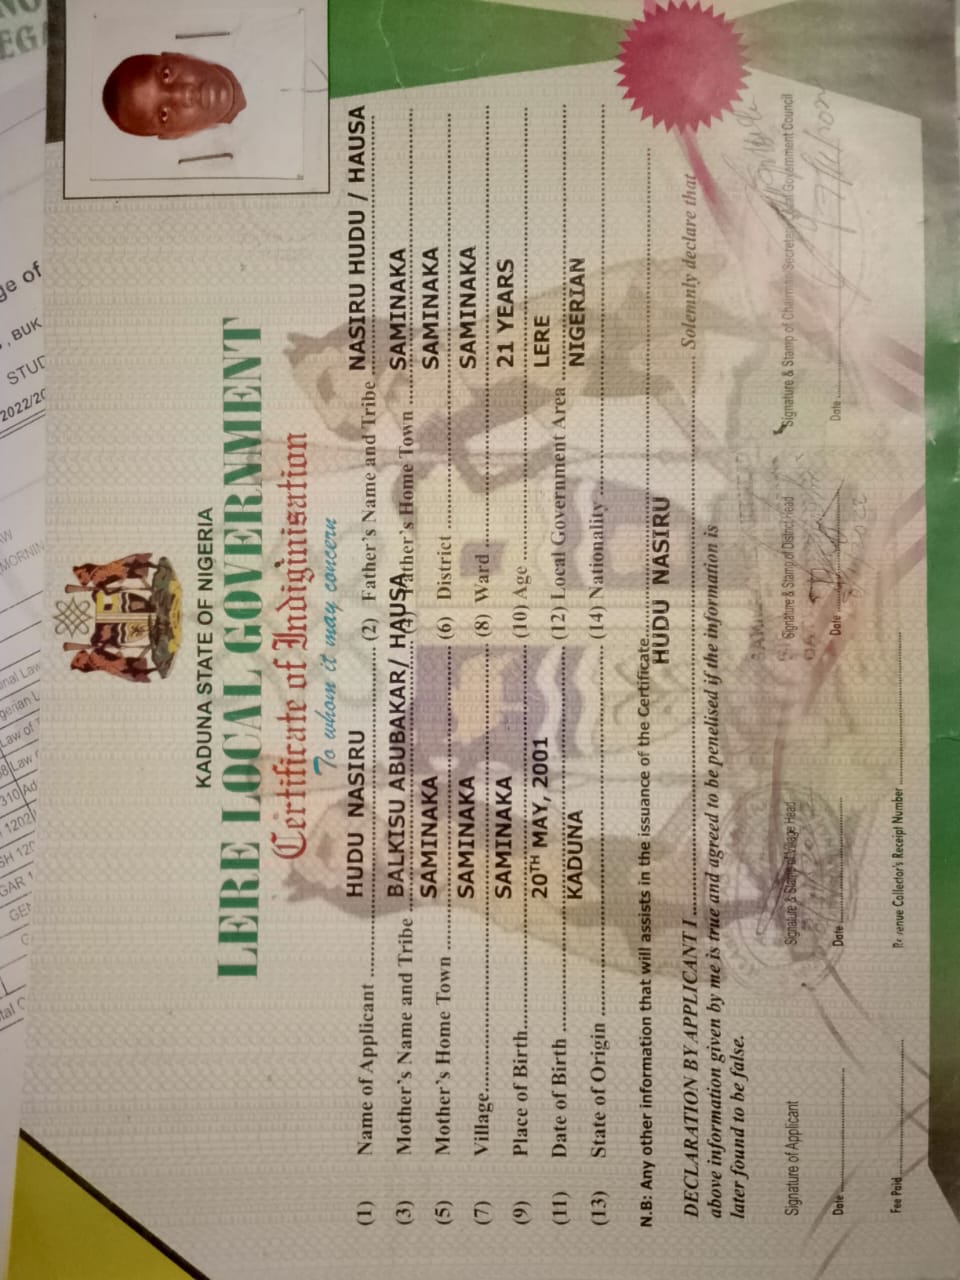 KADUNA STATE OF NIGERIA
LERE LOCAL GOVERNMENT
Certificate of Indiginisation
To whom it may concern
(1) Name of Applicant HUDU NASIRU (2) Father's Name and Tribe NASIRU HUDU / HAUSA
(3) Mother's Name and Tribe BALKISU ABUBAKAR/ HAUSA (4) Father's Home Town SAMINAKA
(5) Mother's Home Town SAMINAKA (6) District SAMINAKA
(7) Village SAMINAKA (8) Ward SAMINAKA
(9) Place of Birth SAMINAKA (10) Age 21 YEARS
(11) Date of Birth 20TH MAY, 2001 (12) Local Government Area LERE
(13) State of Origin KADUNA (14) Nationality NIGERIAN
N.B: Any other information that will assists in the issuance of the Certificate
HUDU NASIRU
DECLARATION BY APPLICANT I Solemnly declare that
above information given by me is true and agreed to be penelised if the information is
later found to be false.
Signature of Applicant Signature & Stamp of Village Head Signature & Stamp of District Head Signature & Stamp of Chairman/Secretary Local Government Council
Date Date Date Date
Fee Paid Revenue Collector's Receipt Number
ge of
, BUK
STUD
2022/20
MORNIN